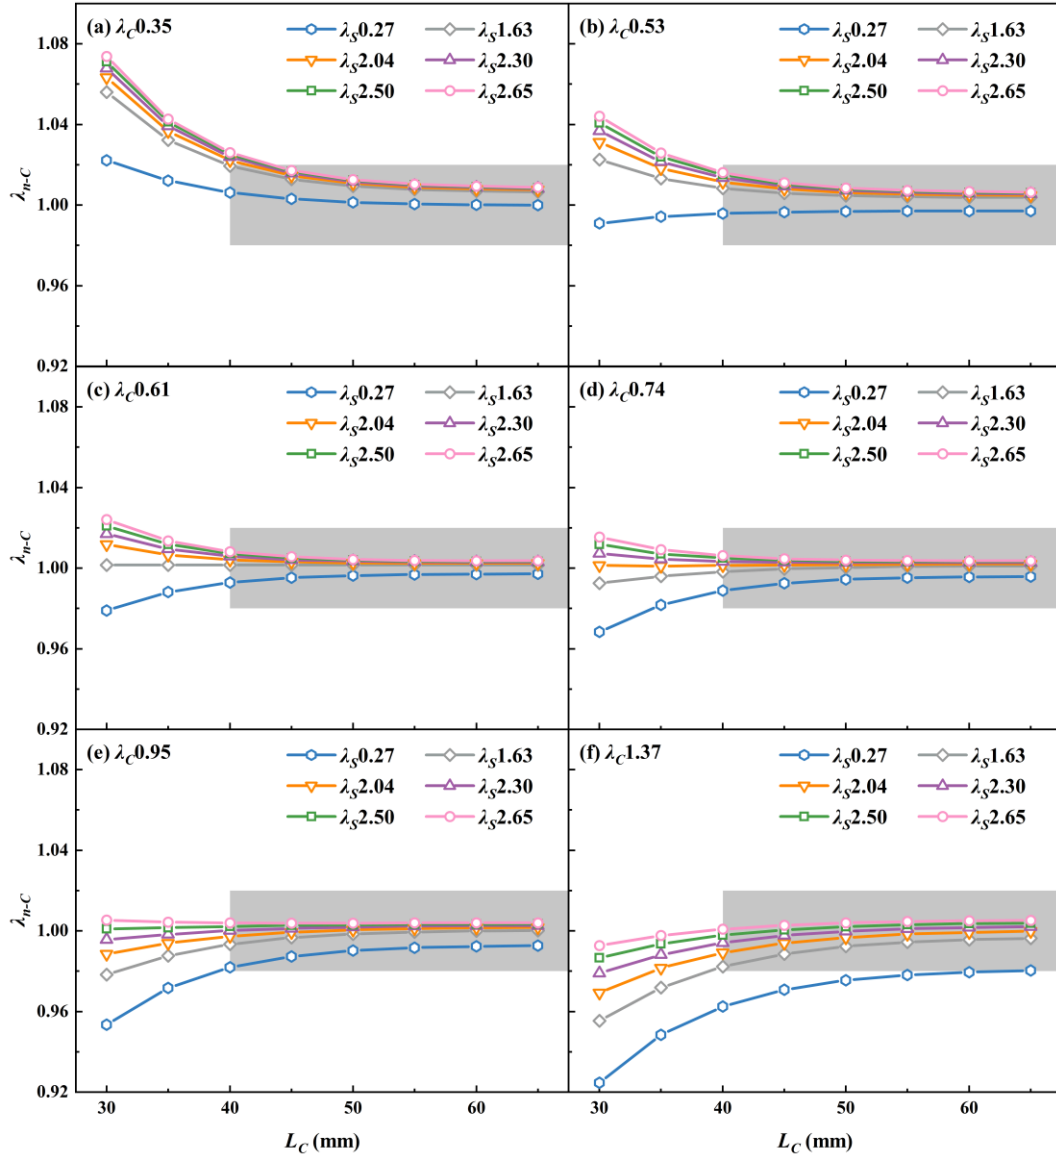 (a) λC0.35 λS0.27 λS1.63
λS2.04 λS2.30
λS2.50 λS2.65
(b) λC0.53 λS0.27 λS1.63
λS2.04 λS2.30
λS2.50 λS2.65
1.08
1.04
1.00
0.96
0.92
λn-C
(c) λC0.61 λS0.27 λS1.63
λS2.04 λS2.30
λS2.50 λS2.65
(d) λC0.74 λS0.27 λS1.63
λS2.04 λS2.30
λS2.50 λS2.65
1.08
1.04
1.00
0.96
0.92
λn-C
(e) λC0.95 λS0.27 λS1.63
λS2.04 λS2.30
λS2.50 λS2.65
(f) λC1.37 λS0.27 λS1.63
λS2.04 λS2.30
λS2.50 λS2.65
1.08
1.04
1.00
0.96
0.92
λn-C
30 40 50 60
30 40 50 60
LC (mm)
LC (mm)